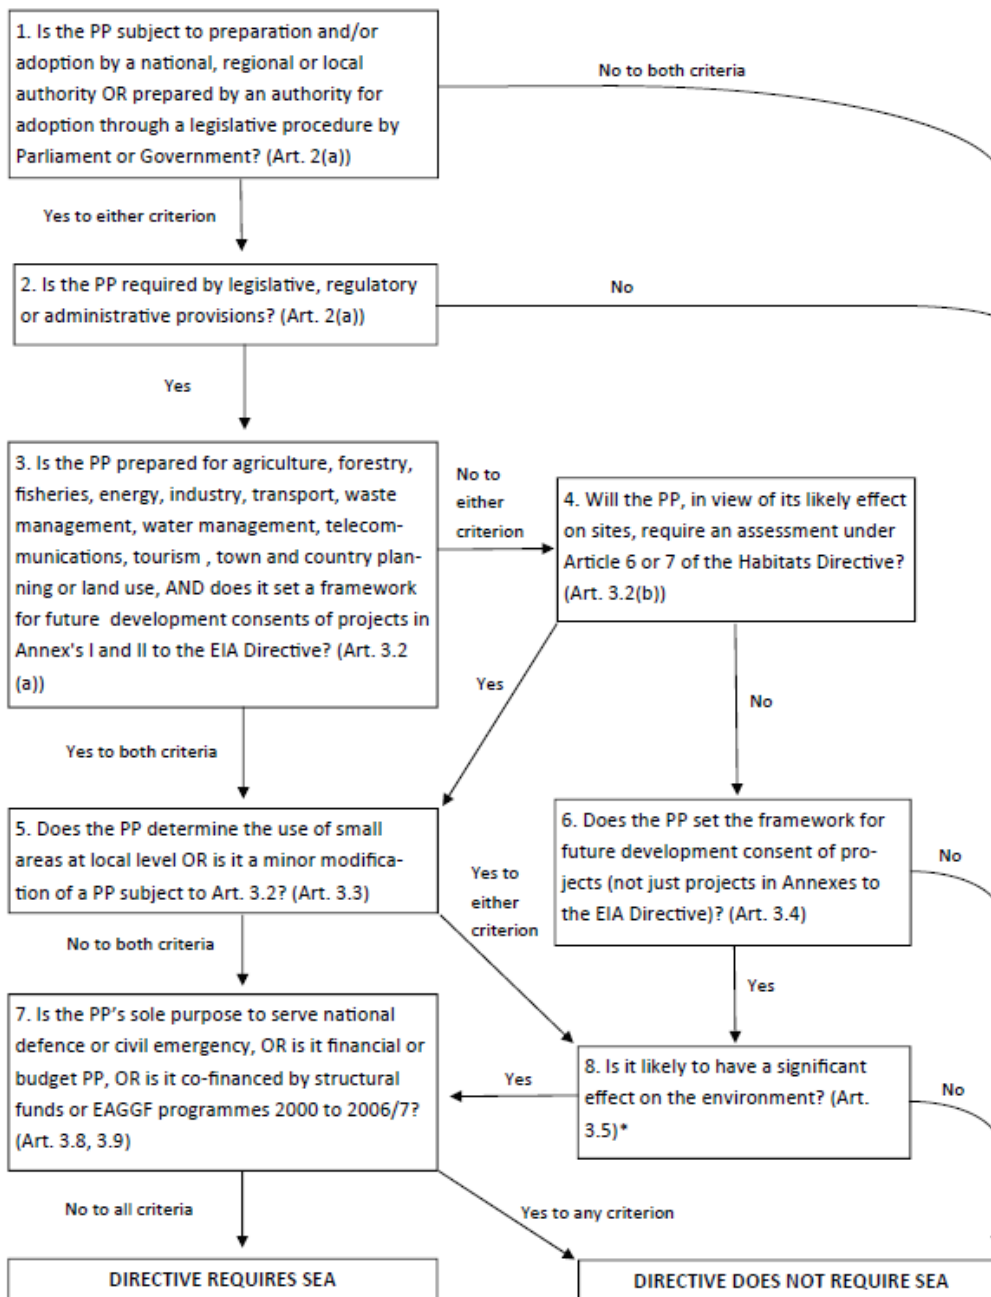 1. Is the PP subject to preparation and/or
adoption by a national, regional or local
authority OR prepared by an authority for
adoption through a legislative procedure by
Parliament or Government? (Art. 2(a))
No to both criteria
Yes to either criterion
2. Is the PP required by legislative, regulatory
or administrative provisions? (Art. 2(a))
No
Yes
3. Is the PP prepared for agriculture, forestry,
fisheries, energy, industry, transport, waste
management, water management, telecom-
munications, tourism , town and country plan-
ning or land use, AND does it set a framework
for future development consents of projects in
Annex's I and II to the EIA Directive? (Art. 3.2
(a))
No to
either
criterion
4. Will the PP, in view of its likely effect
on sites, require an assessment under
Article 6 or 7 of the Habitats Directive?
(Art. 3.2(b))
Yes
No
Yes to both criteria
5. Does the PP determine the use of small
areas at local level OR is it a minor modifica-
tion of a PP subject to Art. 3.2? (Art. 3.3)
Yes to
either
criterion
6. Does the PP set the framework for
future development consent of pro-
jects (not just projects in Annexes to
the EIA Directive)? (Art. 3.4)
No
No to both criteria
Yes
7. Is the PP's sole purpose to serve national
defence or civil emergency, OR is it financial or
budget PP, OR is it co-financed by structural
funds or EAGGF programmes 2000 to 2006/7?
(Art. 3.8, 3.9)
Yes
8. Is it likely to have a significant
effect on the environment? (Art.
3.5)*
No
No to all criteria
Yes to any criterion
DIRECTIVE REQUIRES SEA
DIRECTIVE DOES NOT REQUIRE SEA